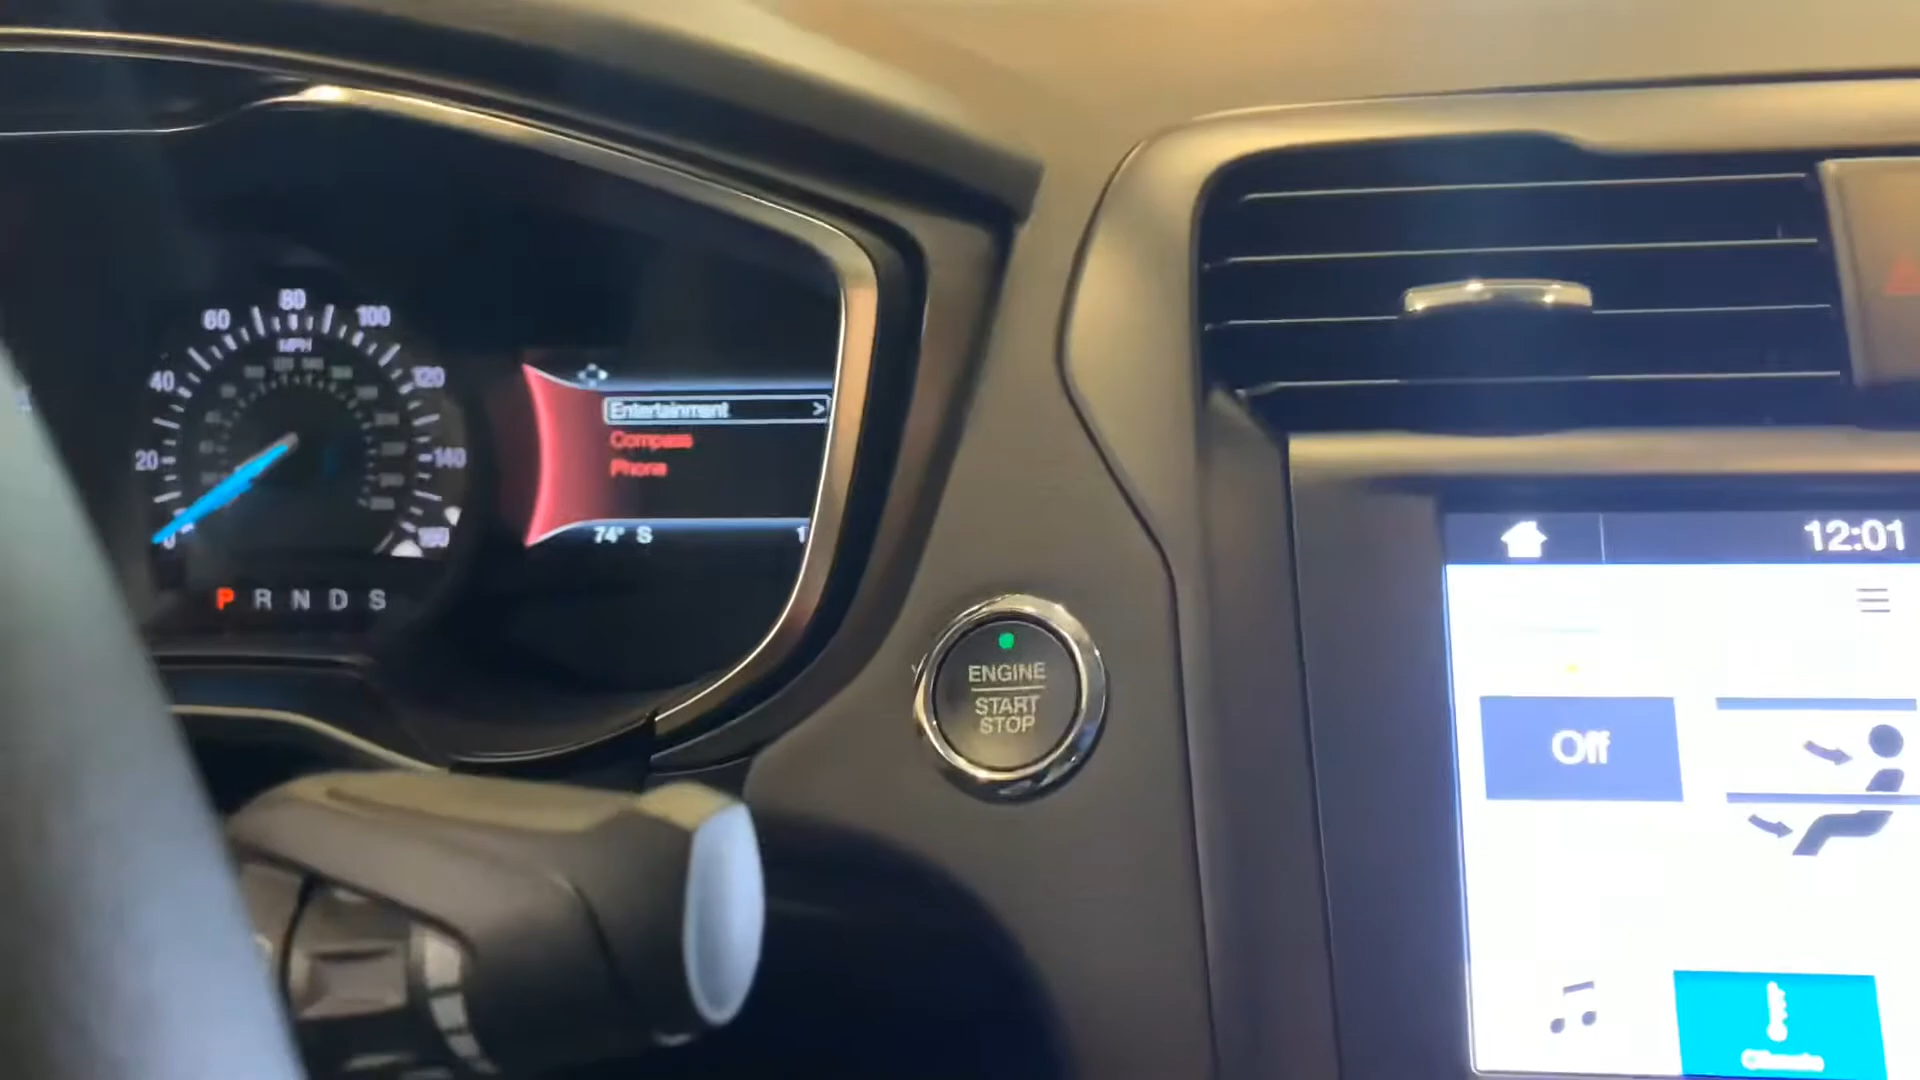 80
60
100
MPH
40
120
20
140
0
160
P R N D S
Entertainment >
Compass
Phone
74° S
ENGINE
START
STOP
12:01
Off
Climate